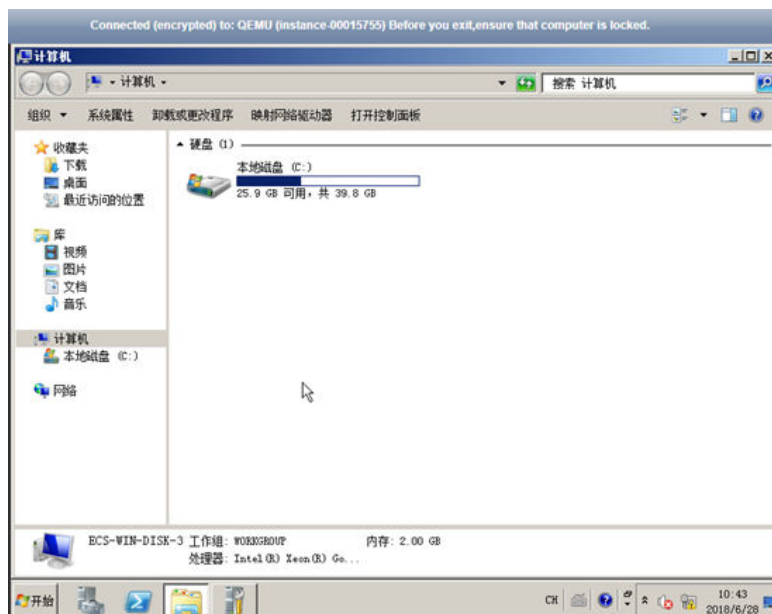 Connected (encrypted) to: QEMU (instance-00015755) Before you exit,ensure that computer is locked.
计算机
计算机
搜索 计算机
组织 系统属性 卸载或更改程序 映射网络驱动器 打开控制面板
收藏夹
下载
桌面
最近访问的位置
库
视频
图片
文档
音乐
计算机
本地磁盘 (C:)
网络
硬盘 (1)
本地磁盘 (C:)
25.9 GB 可用，共 39.8 GB
ECS-WIN-DISK-3 工作组: WORKGROUP 内存: 2.00 GB
处理器: Intel(R) Xeon(R) Go...
开始
CH
10:43
2018/6/28